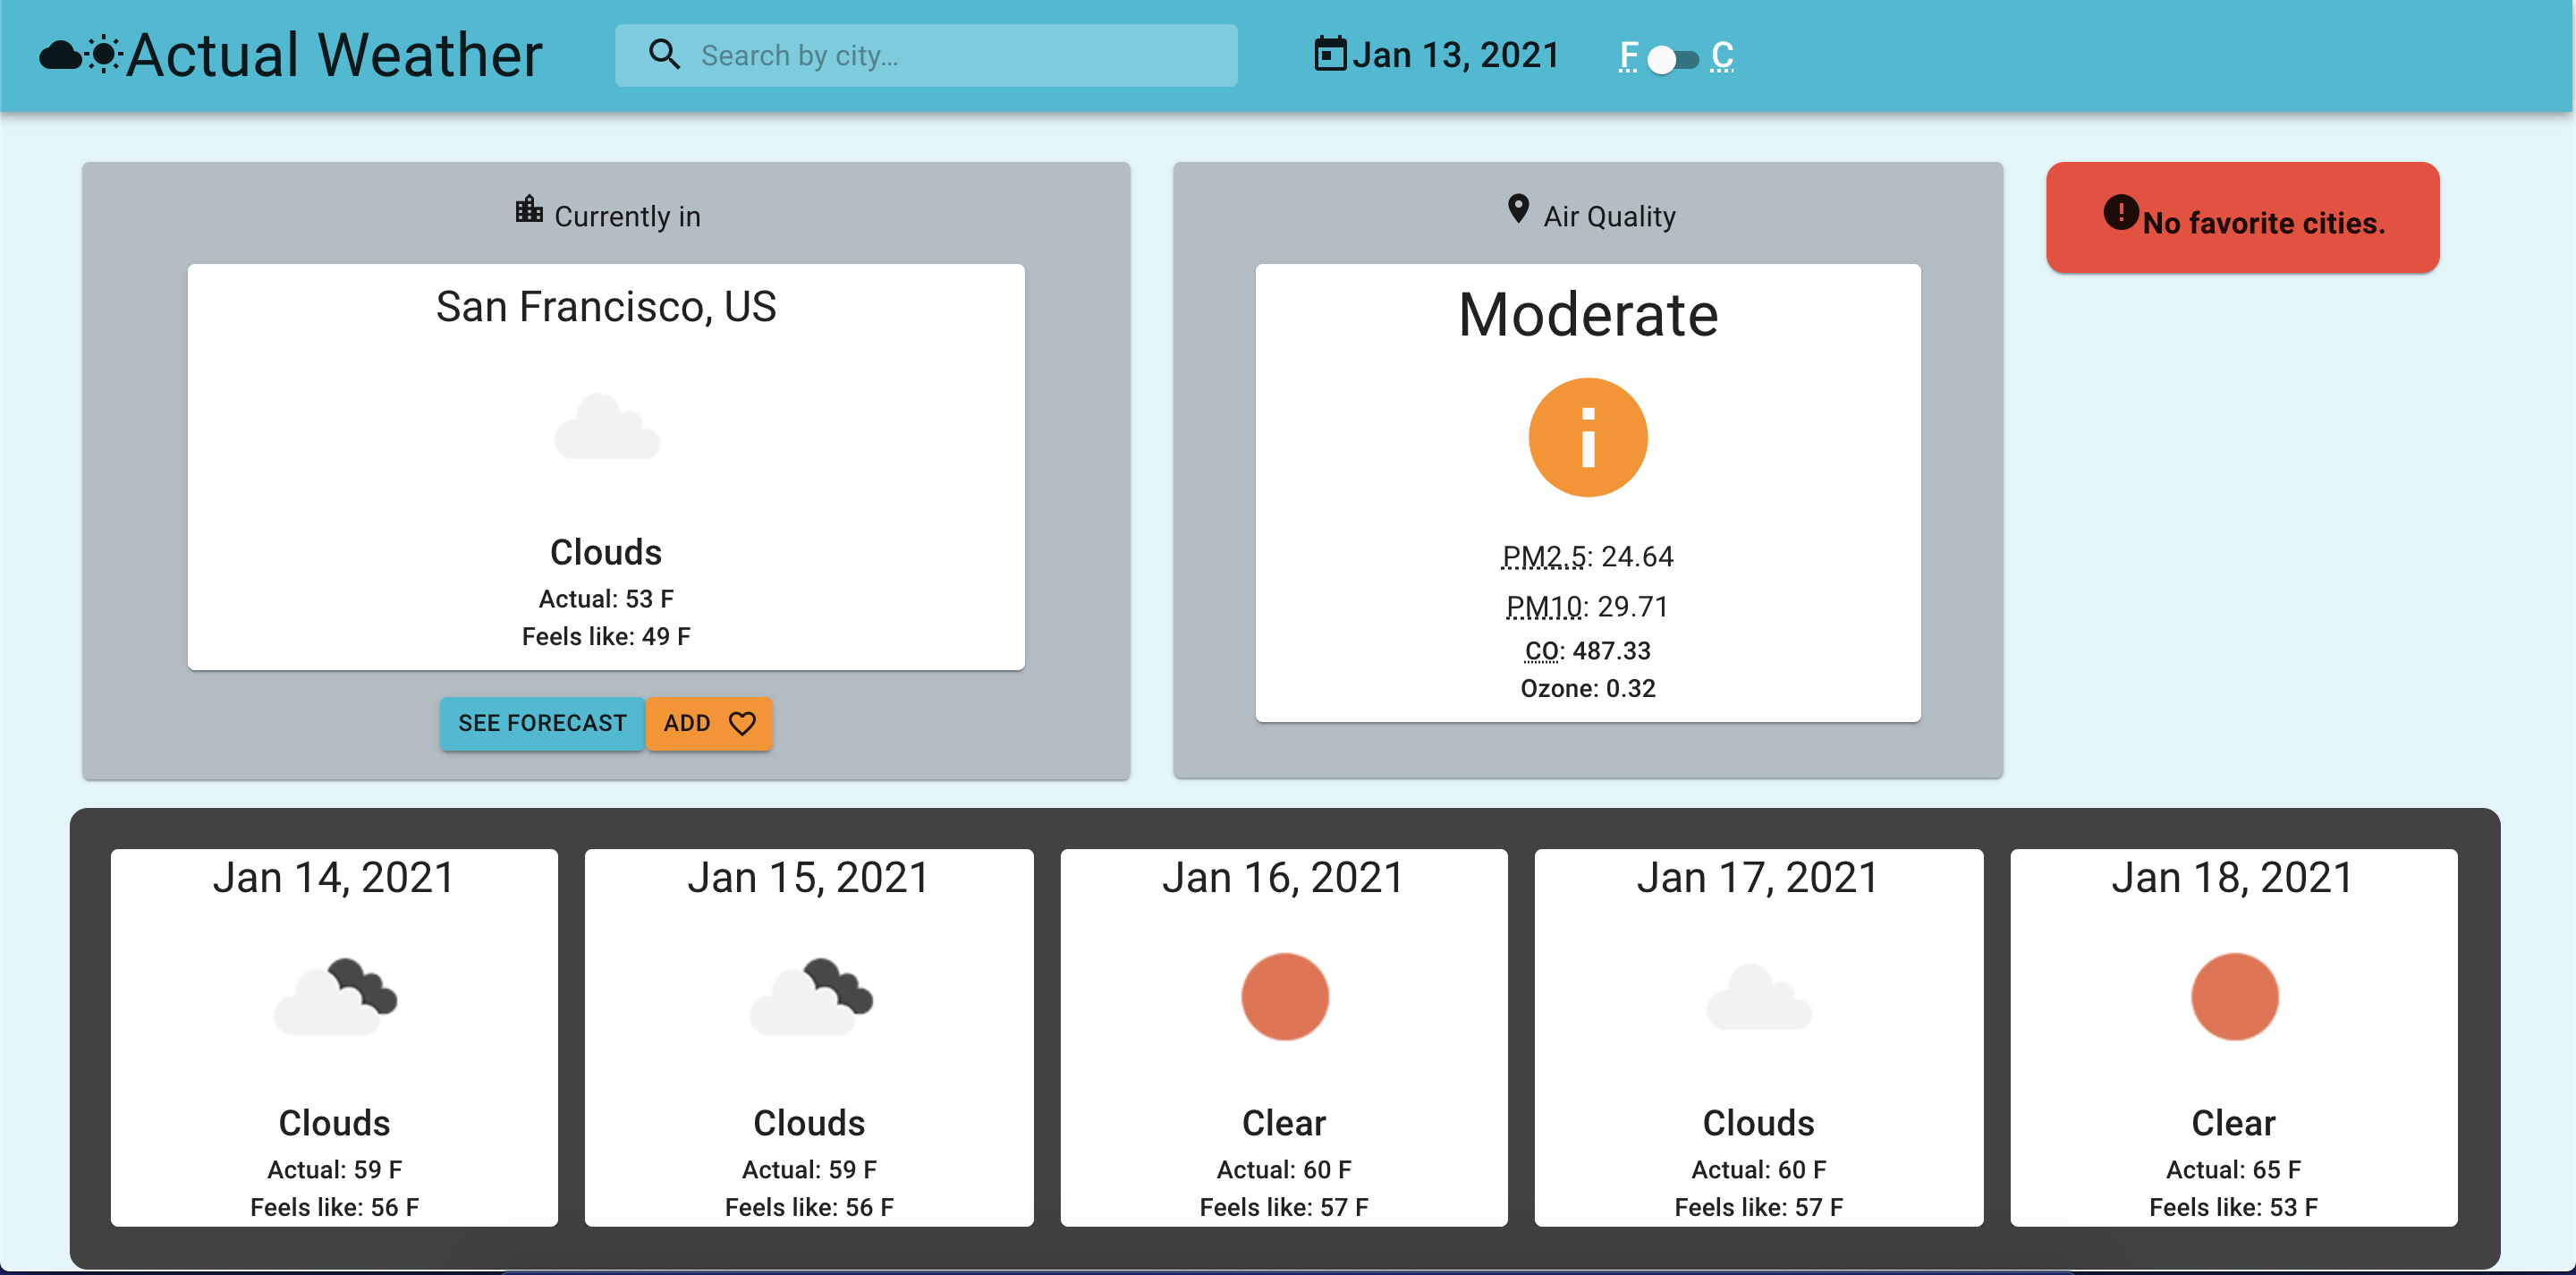 Actual Weather
Search by city...
Jan 13, 2021
F C
Currently in
San Francisco, US
Clouds
Actual: 53 F
Feels like: 49 F
SEE FORECAST ADD
Air Quality
Moderate
PM2.5: 24.64
PM10: 29.71
CO: 487.33
Ozone: 0.32
No favorite cities.
Jan 14, 2021
Clouds
Actual: 59 F
Feels like: 56 F
Jan 15, 2021
Clouds
Actual: 59 F
Feels like: 56 F
Jan 16, 2021
Clear
Actual: 60 F
Feels like: 57 F
Jan 17, 2021
Clouds
Actual: 60 F
Feels like: 57 F
Jan 18, 2021
Clear
Actual: 65 F
Feels like: 53 F